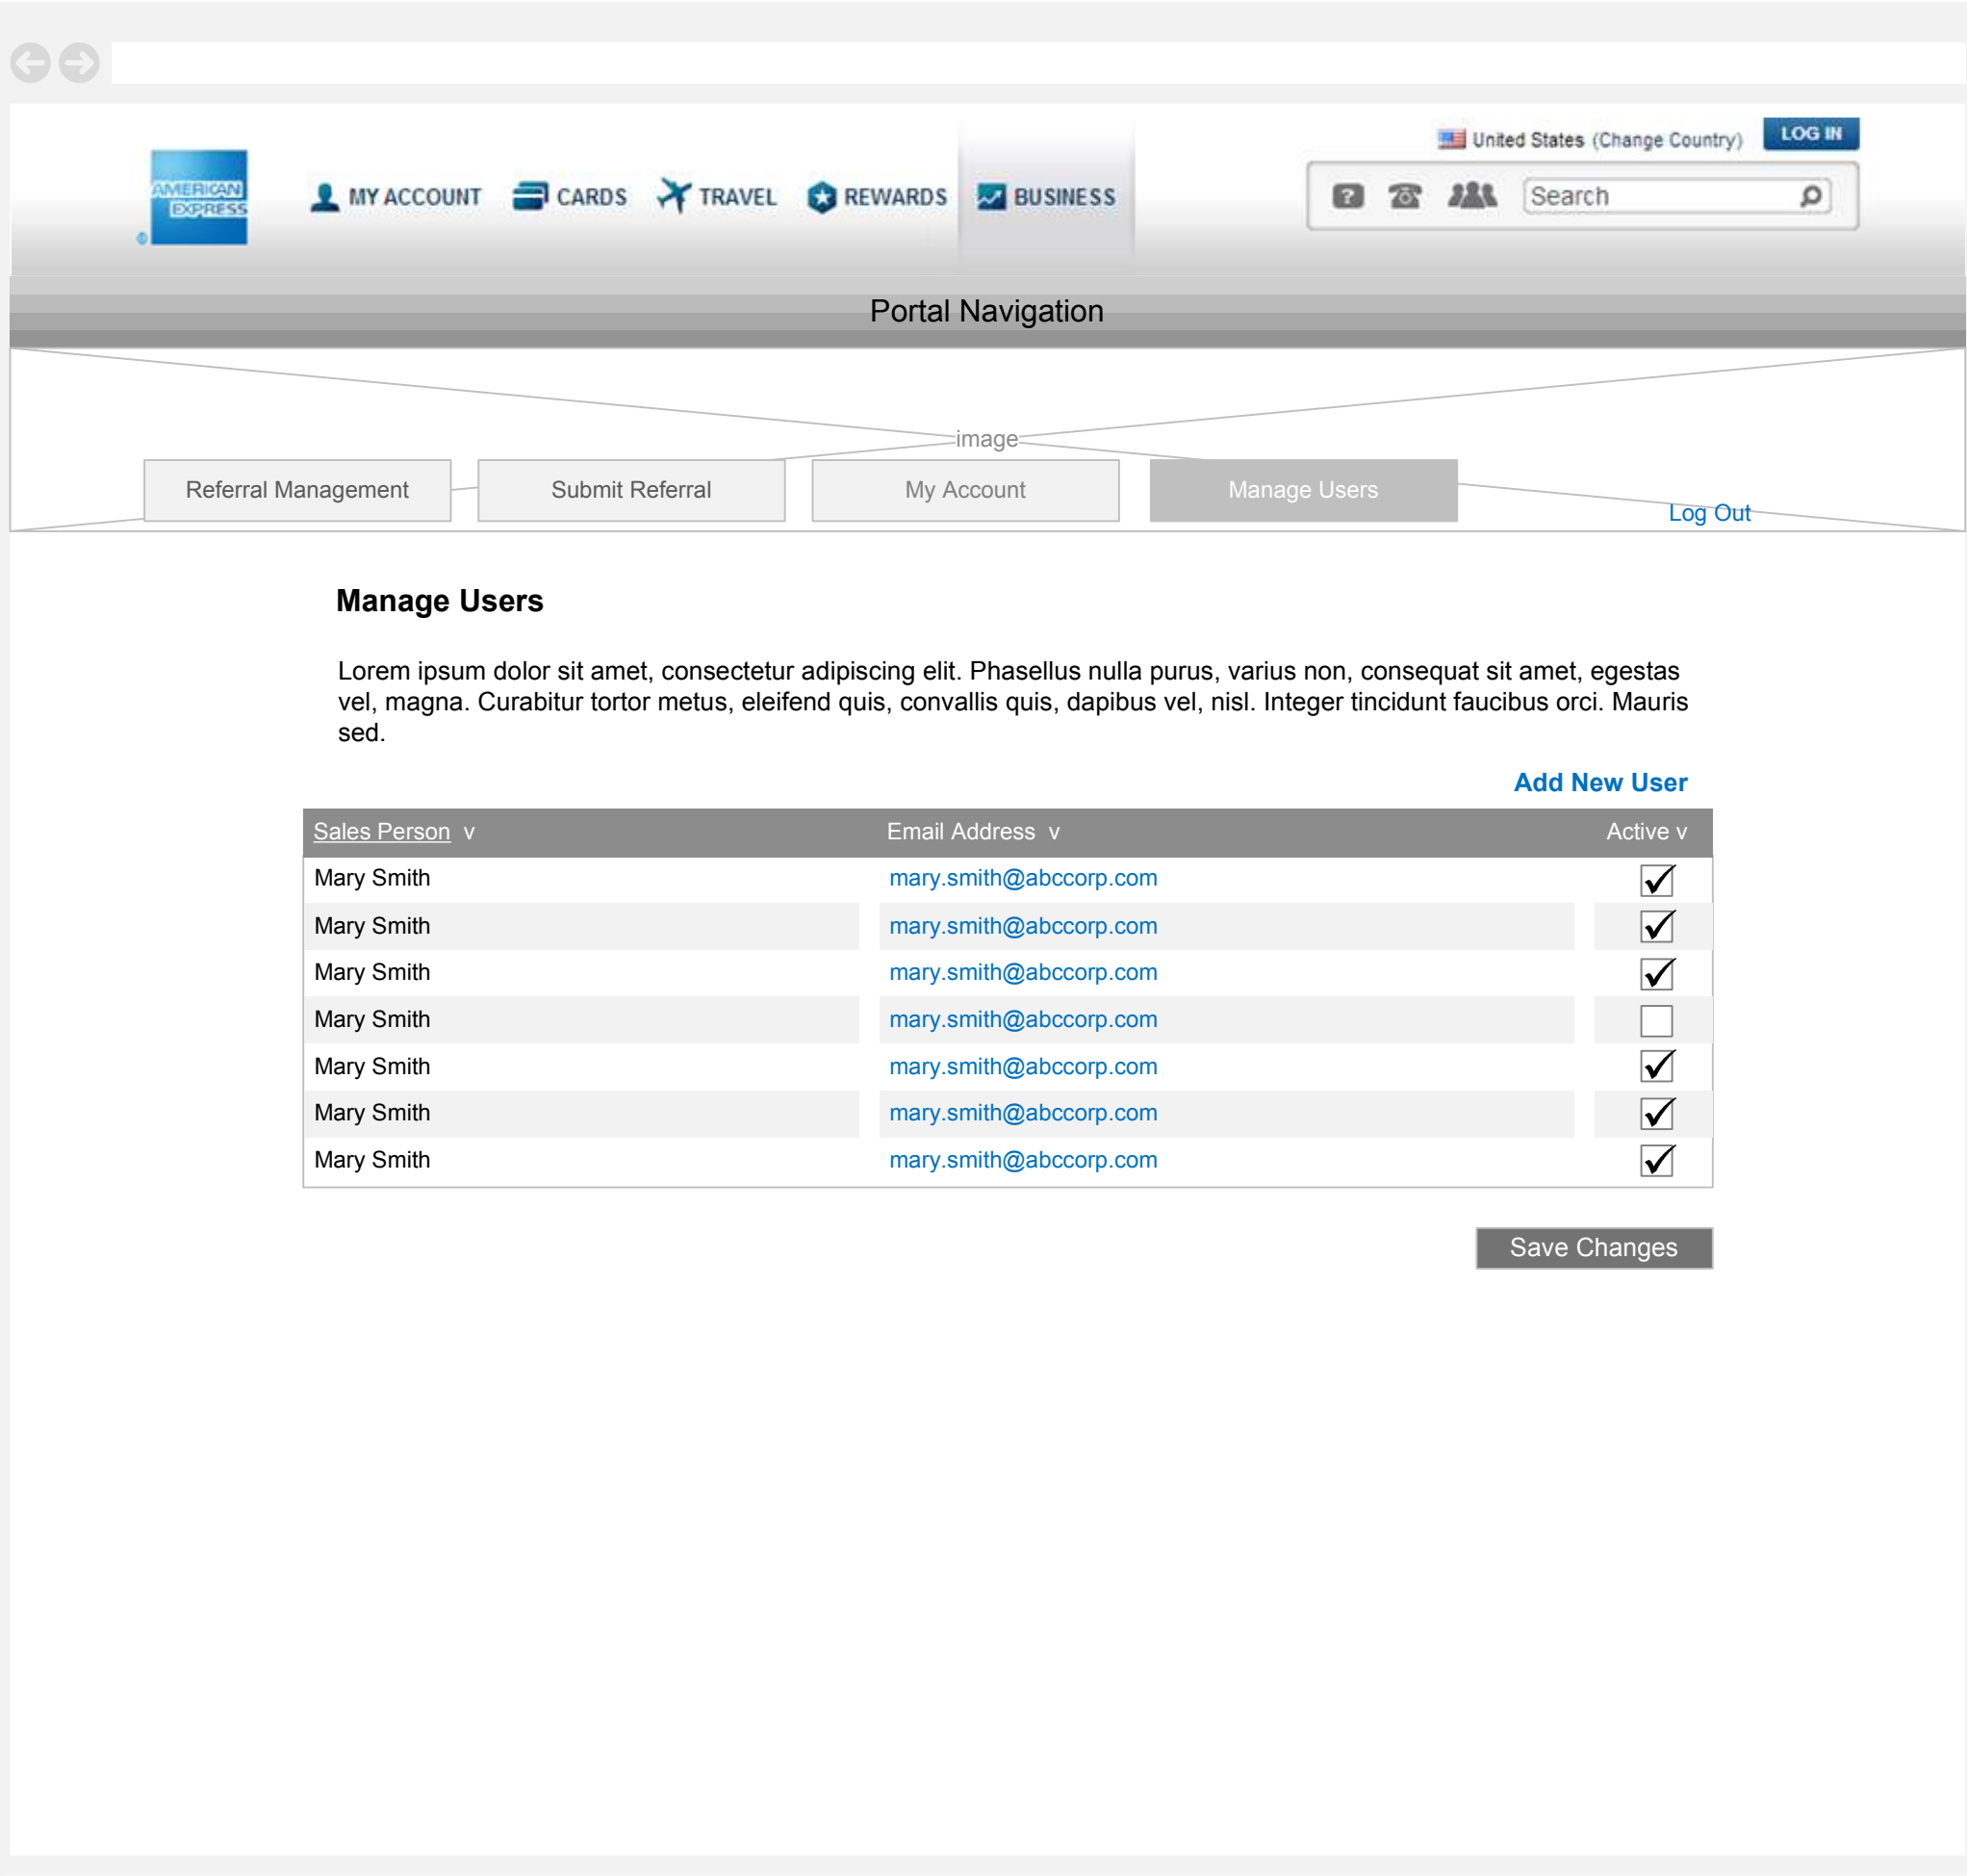 United States (Change Country) LOG IN
AMERICAN
EXPRESS
®
MY ACCOUNT CARDS TRAVEL REWARDS BUSINESS
? Search
Portal Navigation
image
Referral Management Submit Referral My Account Manage Users
Log Out
Manage Users
Lorem ipsum dolor sit amet, consectetur adipiscing elit. Phasellus nulla purus, varius non, consequat sit amet, egestas
vel, magna. Curabitur tortor metus, eleifend quis, convallis quis, dapibus vel, nisl. Integer tincidunt faucibus orci. Mauris
sed.
Add New User
Sales Person v Email Address v Active v
Mary Smith mary.smith@abccorp.com
Mary Smith mary.smith@abccorp.com
Mary Smith mary.smith@abccorp.com
Mary Smith mary.smith@abccorp.com
Mary Smith mary.smith@abccorp.com
Mary Smith mary.smith@abccorp.com
Mary Smith mary.smith@abccorp.com
Save Changes